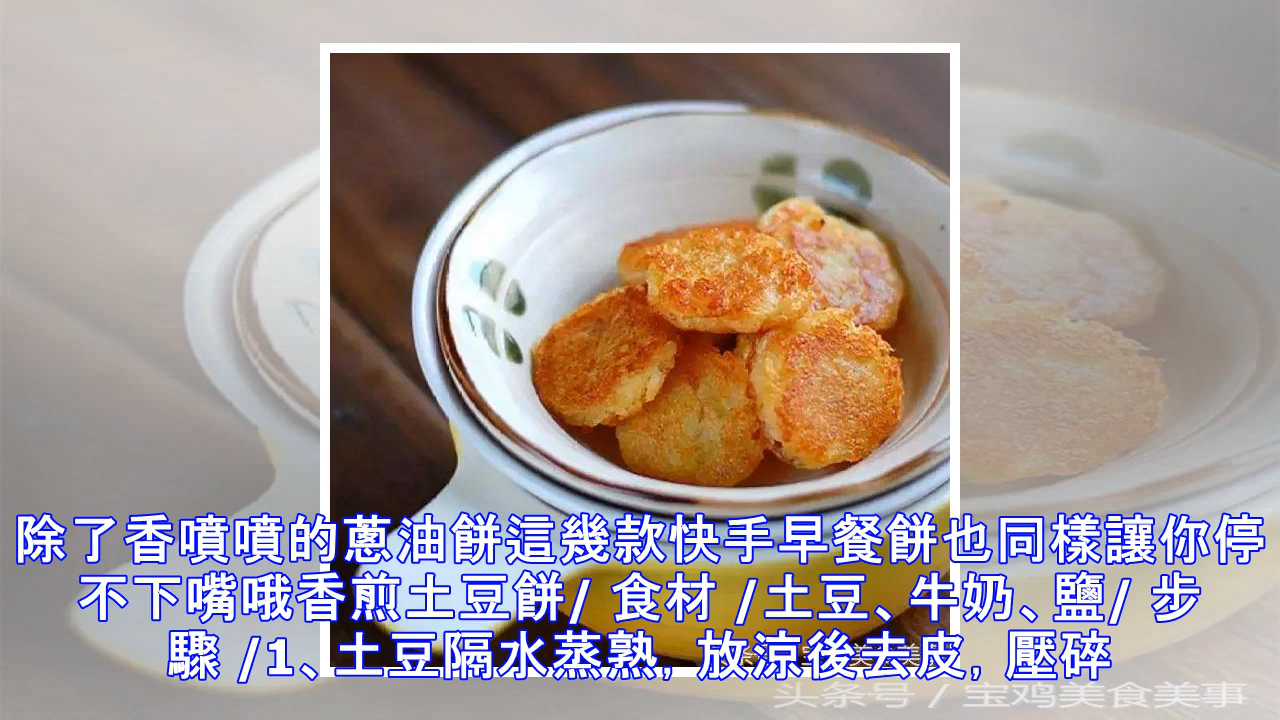 除了香噴噴的蔥油餅這幾款快手早餐餅也同樣讓你停
不下嘴哦香煎土豆餅/ 食材 /土豆、牛奶、鹽/ 步
驟 /1、土豆隔水蒸熟, 放涼後去皮, 壓碎
头条号 / 宝鸡美食美事